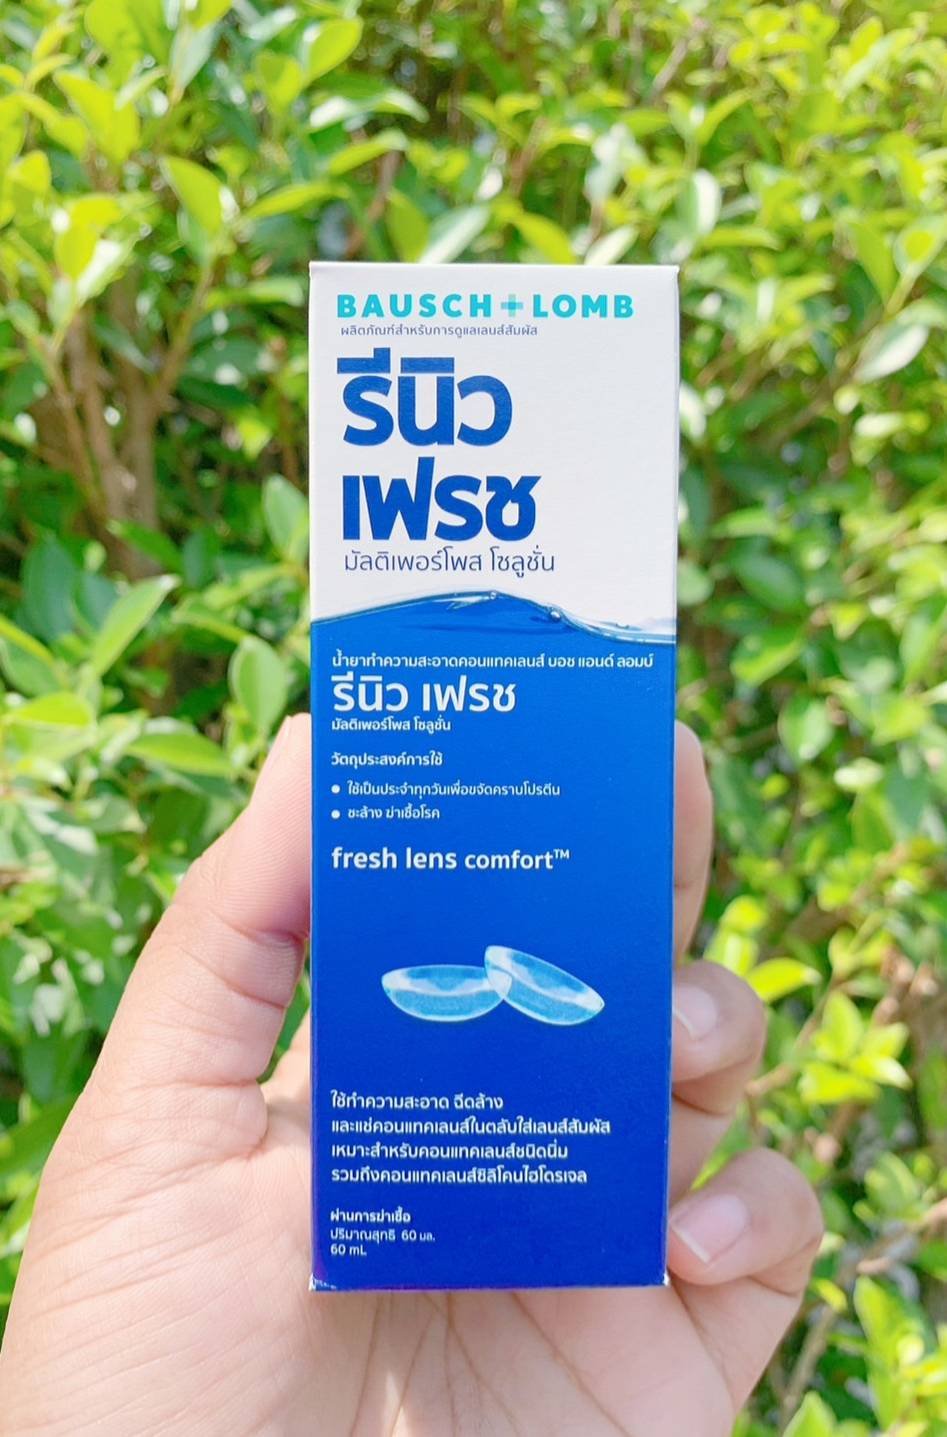 BAUSCH + LOMB
ผลิตภัณฑ์สำหรับการดูแลเลนส์สัมผัส
รีนิว
เฟรช
มัลติเพอร์โพส โซลูชั่น
น้ำยาทำความสะอาดคอนแทคเลนส์ บอช แอนด์ ลอมบ์
รีนิว เฟรช
มัลติเพอร์โพส โซลูชั่น
วัตถุประสงค์การใช้
● ใช้เป็นประจำทุกวันเพื่อขจัดคราบโปรตีน
● ชะล้าง ฆ่าเชื้อโรค
fresh lens comfort™
ใช้ทำความสะอาด ฉีดล้าง
และแช่คอนแทคเลนส์ในตลับใส่เลนส์สัมผัส
เหมาะสำหรับคอนแทคเลนส์ชนิดนิ่ม
รวมถึงคอนแทคเลนส์ซิลิโคนไฮโดรเจล
ผ่านการฆ่าเชื้อ
ปริมาณสุทธิ 60 มล.
60 mL